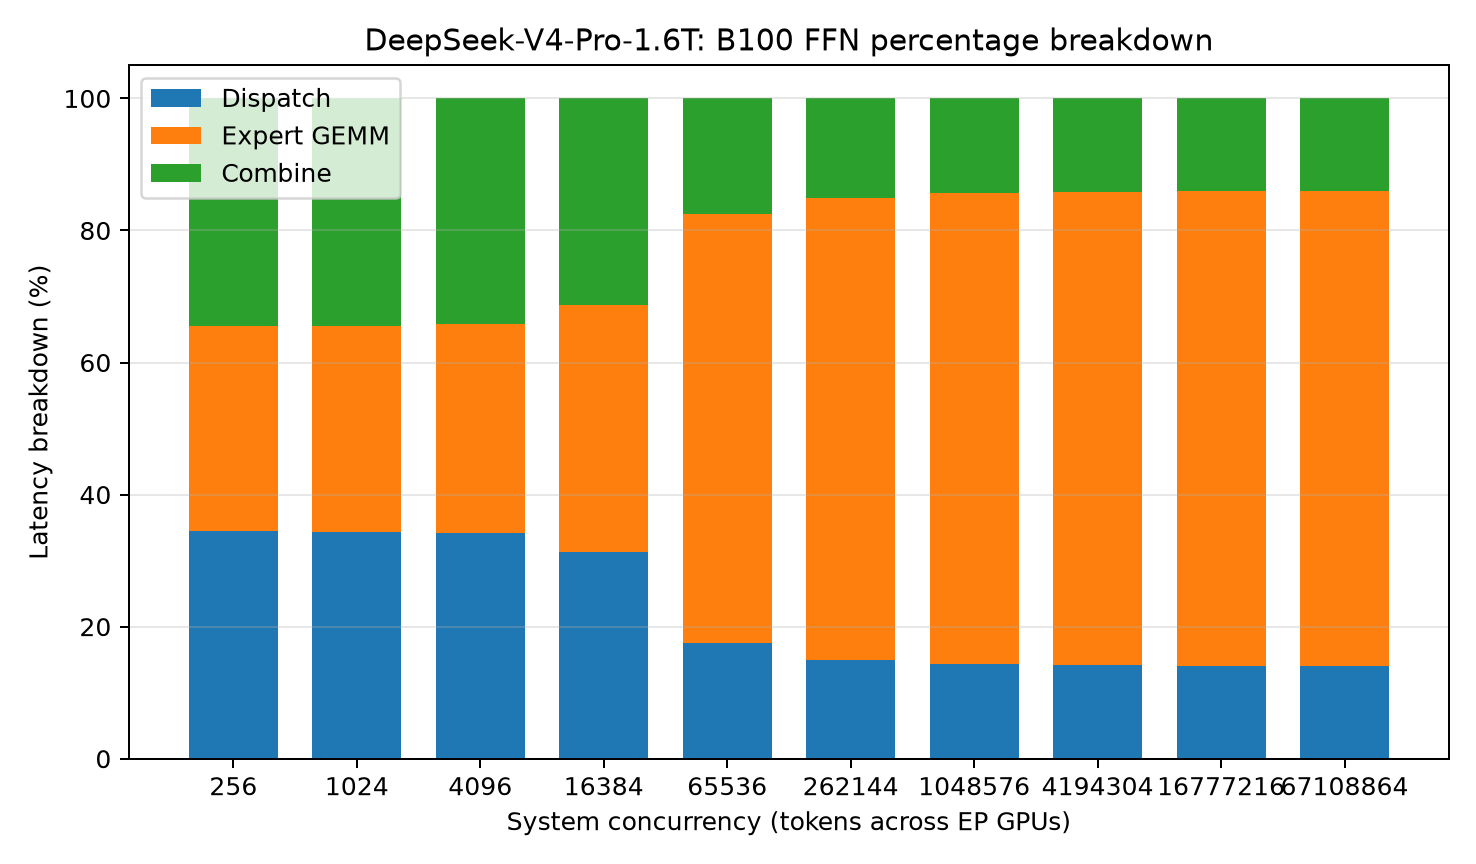 DeepSeek-V4-Pro-1.6T: B100 FFN percentage breakdown
Dispatch
Expert GEMM
Combine
Latency breakdown (%)
100
80
60
40
20
0
256 1024 4096 16384 65536 262144 1048576 4194304 16777216 67108864
System concurrency (tokens across EP GPUs)